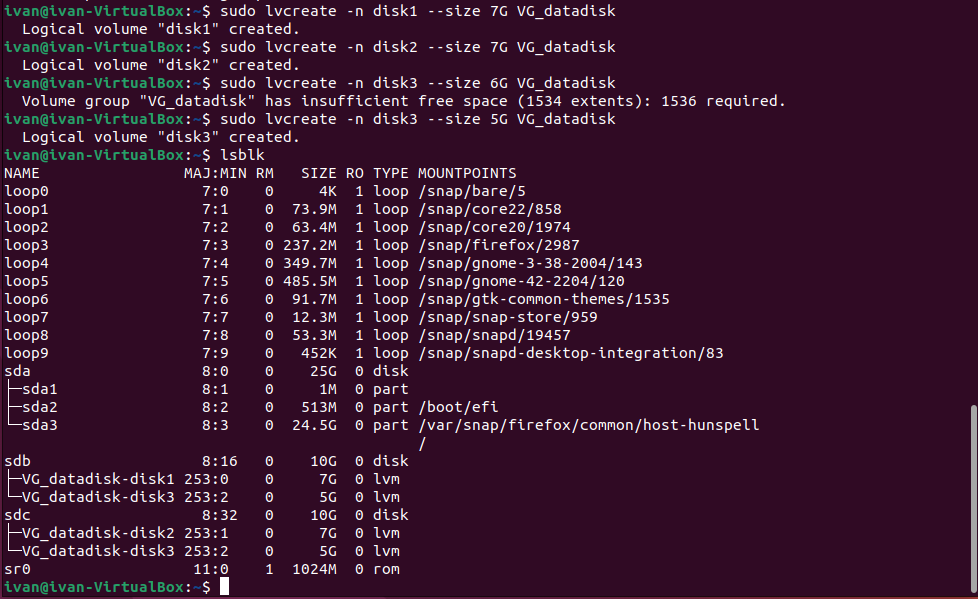 ivan@ivan-VirtualBox:~$ sudo lvcreate -n disk1 --size 7G VG_datadisk
  Logical volume "disk1" created.
ivan@ivan-VirtualBox:~$ sudo lvcreate -n disk2 --size 7G VG_datadisk
  Logical volume "disk2" created.
ivan@ivan-VirtualBox:~$ sudo lvcreate -n disk3 --size 6G VG_datadisk
  Volume group "VG_datadisk" has insufficient free space (1534 extents): 1536 required.
ivan@ivan-VirtualBox:~$ sudo lvcreate -n disk3 --size 5G VG_datadisk
  Logical volume "disk3" created.
ivan@ivan-VirtualBox:~$ lsblk
NAME                MAJ:MIN RM   SIZE RO TYPE MOUNTPOINTS
loop0                 7:0    0     4K  1 loop /snap/bare/5
loop1                 7:1    0  73.9M  1 loop /snap/core22/858
loop2                 7:2    0  63.4M  1 loop /snap/core20/1974
loop3                 7:3    0 237.2M  1 loop /snap/firefox/2987
loop4                 7:4    0 349.7M  1 loop /snap/gnome-3-38-2004/143
loop5                 7:5    0 485.5M  1 loop /snap/gnome-42-2204/120
loop6                 7:6    0  91.7M  1 loop /snap/gtk-common-themes/1535
loop7                 7:7    0  12.3M  1 loop /snap/snap-store/959
loop8                 7:8    0  53.3M  1 loop /snap/snapd/19457
loop9                 7:9    0   452K  1 loop /snap/snapd-desktop-integration/83
sda                   8:0    0    25G  0 disk
├─sda1                8:1    0     1M  0 part
├─sda2                8:2    0   513M  0 part /boot/efi
└─sda3                8:3    0  24.5G  0 part /var/snap/firefox/common/host-hunspell
                                              /
sdb                   8:16   0    10G  0 disk
├─VG_datadisk-disk1 253:0    0     7G  0 lvm
└─VG_datadisk-disk3 253:2    0     5G  0 lvm
sdc                   8:32   0    10G  0 disk
├─VG_datadisk-disk2 253:1    0     7G  0 lvm
└─VG_datadisk-disk3 253:2    0     5G  0 lvm
sr0                  11:0    1  1024M  0 rom
ivan@ivan-VirtualBox:~$